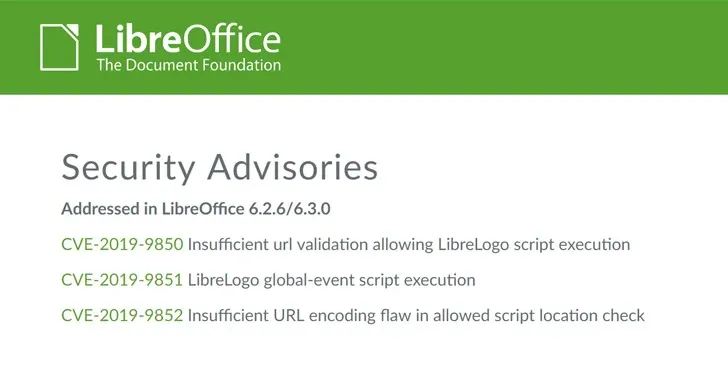 LibreOffice
The Document Foundation
Security Advisories
Addressed in LibreOffice 6.2.6/6.3.0
CVE-2019-9850 Insufficient url validation allowing LibreLogo script execution
CVE-2019-9851 LibreLogo global-event script execution
CVE-2019-9852 Insufficient URL encoding flaw in allowed script location check